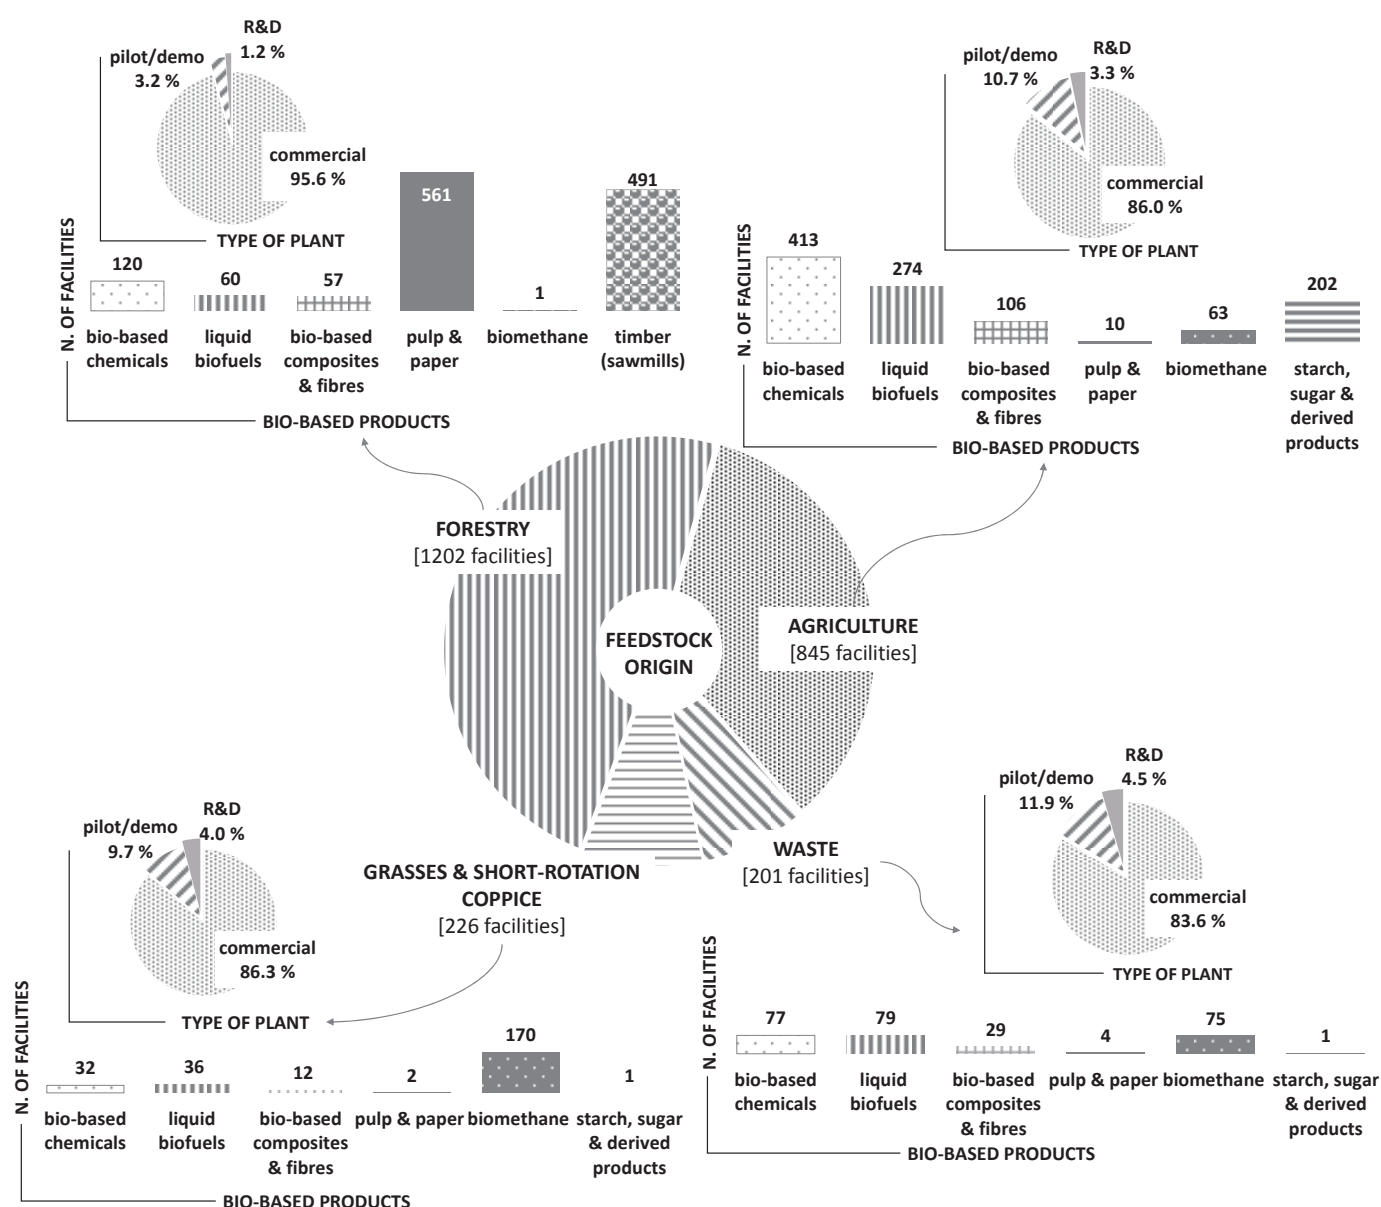 R&D
1.2 %
pilot/demo
3.2 %
commercial
95.6 %
TYPE OF PLANT
N. OF FACILITIES
120
60
57
561
1
491
bio-based
chemicals
liquid
biofuels
bio-based
composites
& fibres
pulp &
paper
biomethane
timber
(sawmills)
BIO-BASED PRODUCTS
R&D
3.3 %
pilot/demo
10.7 %
commercial
86.0 %
TYPE OF PLANT
N. OF FACILITIES
413
274
106
10
63
202
bio-based
chemicals
liquid
biofuels
bio-based
composites
& fibres
pulp &
paper
biomethane
starch,
sugar &
derived
products
BIO-BASED PRODUCTS
FORESTRY
[1202 facilities]
FEEDSTOCK
ORIGIN
AGRICULTURE
[845 facilities]
WASTE
[201 facilities]
GRASSES & SHORT-ROTATION
COPPICE
[226 facilities]
R&D
4.0 %
pilot/demo
9.7 %
commercial
86.3 %
TYPE OF PLANT
N. OF FACILITIES
32
36
12
2
170
1
bio-based
chemicals
liquid
biofuels
bio-based
composites
& fibres
pulp & paper
biomethane
starch, sugar
& derived
products
BIO-BASED PRODUCTS
R&D
4.5 %
pilot/demo
11.9 %
commercial
83.6 %
TYPE OF PLANT
N. OF FACILITIES
77
79
29
4
75
1
bio-based
chemicals
liquid
biofuels
bio-based
composites
& fibres
pulp & paper
biomethane
starch, sugar
& derived
products
BIO-BASED PRODUCTS